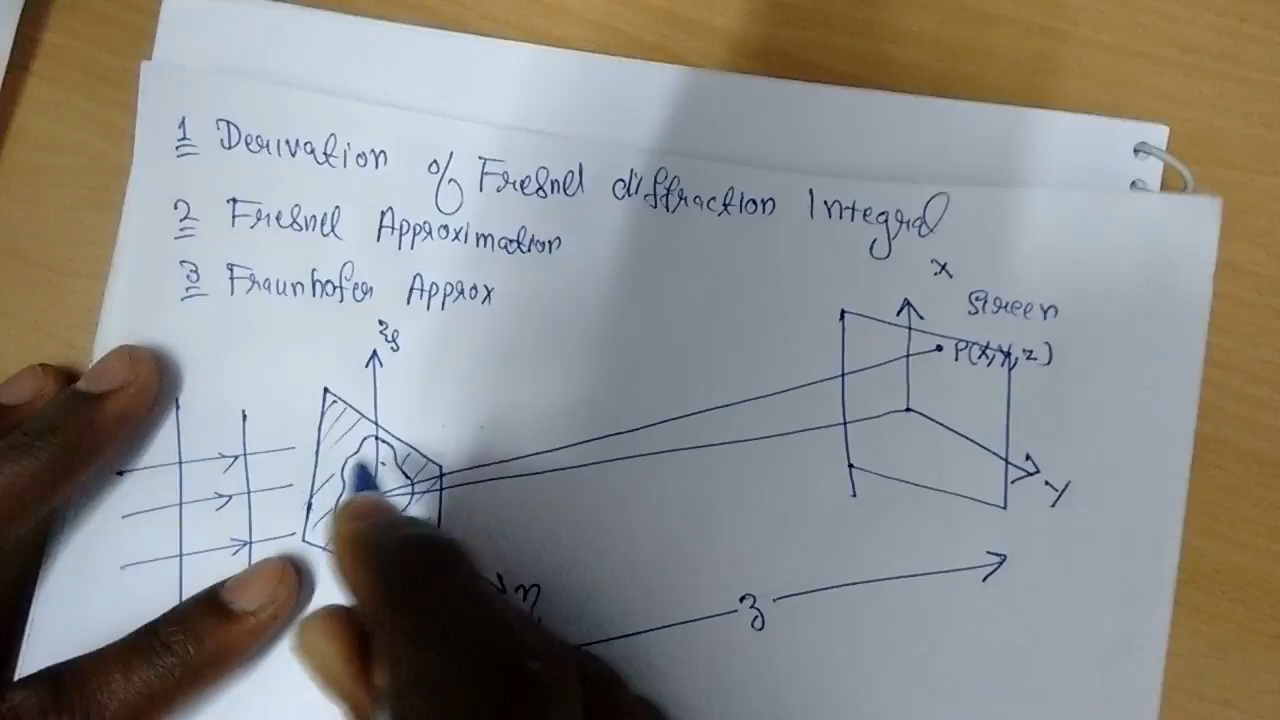 1 Derivation of Fresnel diffraction Integral
2 Fresnel Approximation
3 Fraunhofer Approx
x
Screen
P(x,y,z)
y
η
z